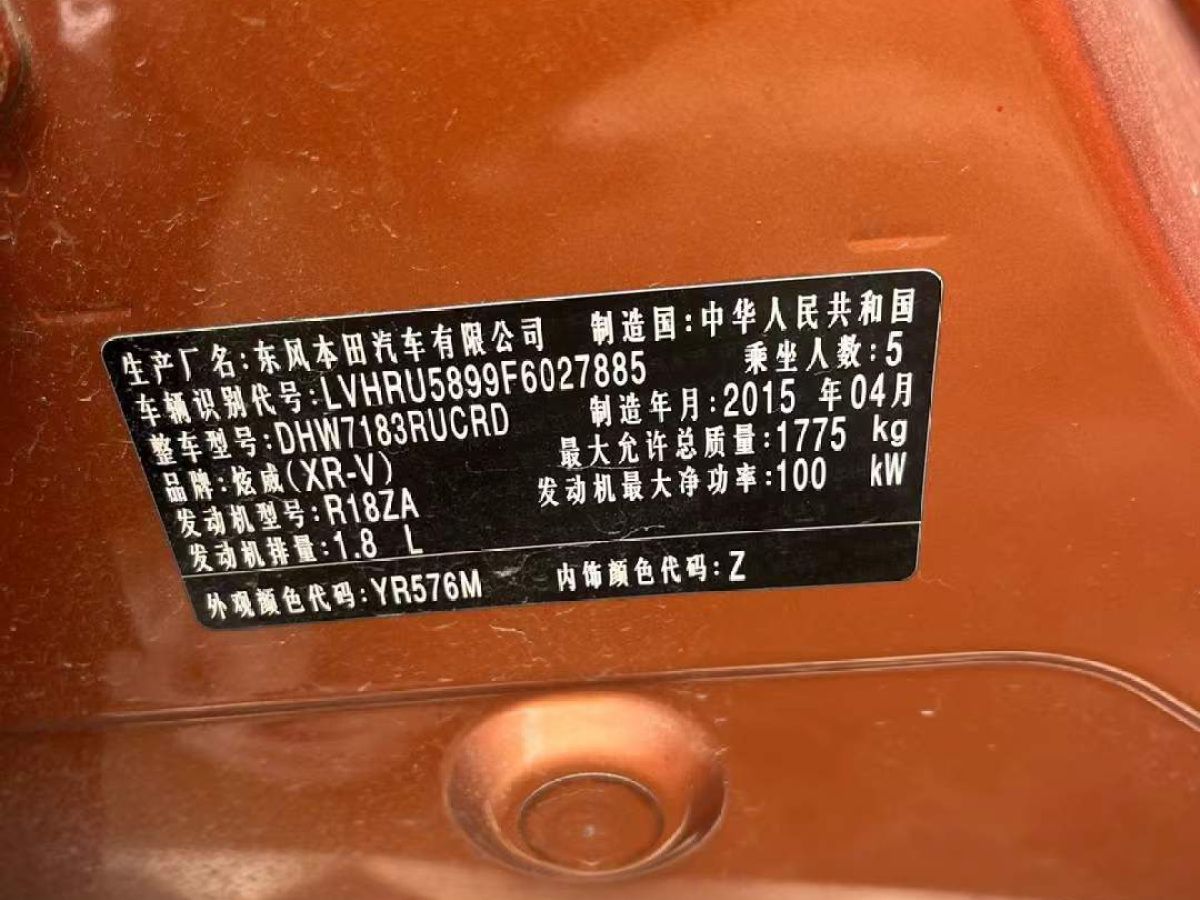 生产厂名:东风本田汽车有限公司 制造国:中华人民共和国
车辆识别代号:LVHRU5899F6027885 乘坐人数:5
整车型号:DHW7183RUCRD 制造年月:2015 年 04月
品牌:炫威(XR-V) 最大允许总质量:1775 kg
发动机型号:R18ZA 发动机最大净功率:100 kW
发动机排量:1.8 L
外观颜色代码:YR576M 内饰颜色代码:Z